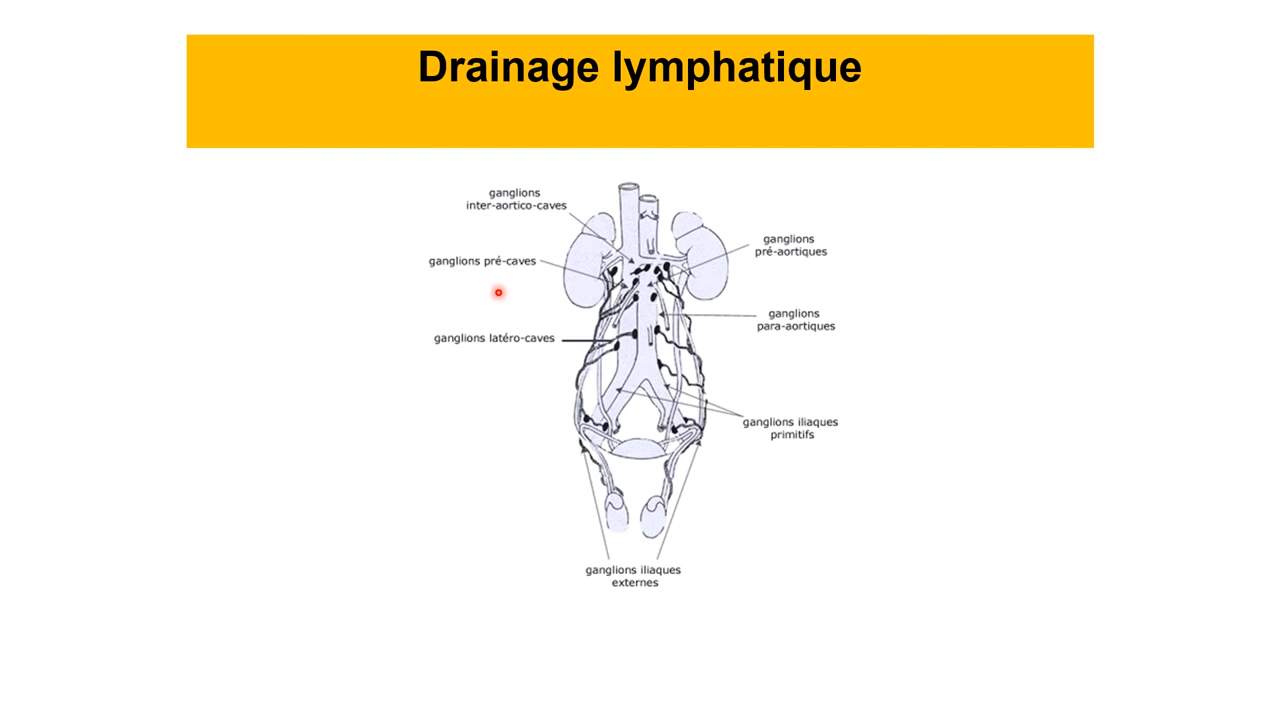 Drainage lymphatique
ganglions
inter-aortico-caves
ganglions pré-caves
ganglions latéro-caves
ganglions
pré-aortiques
ganglions
para-aortiques
ganglions iliaques
primitifs
ganglions iliaques
externes